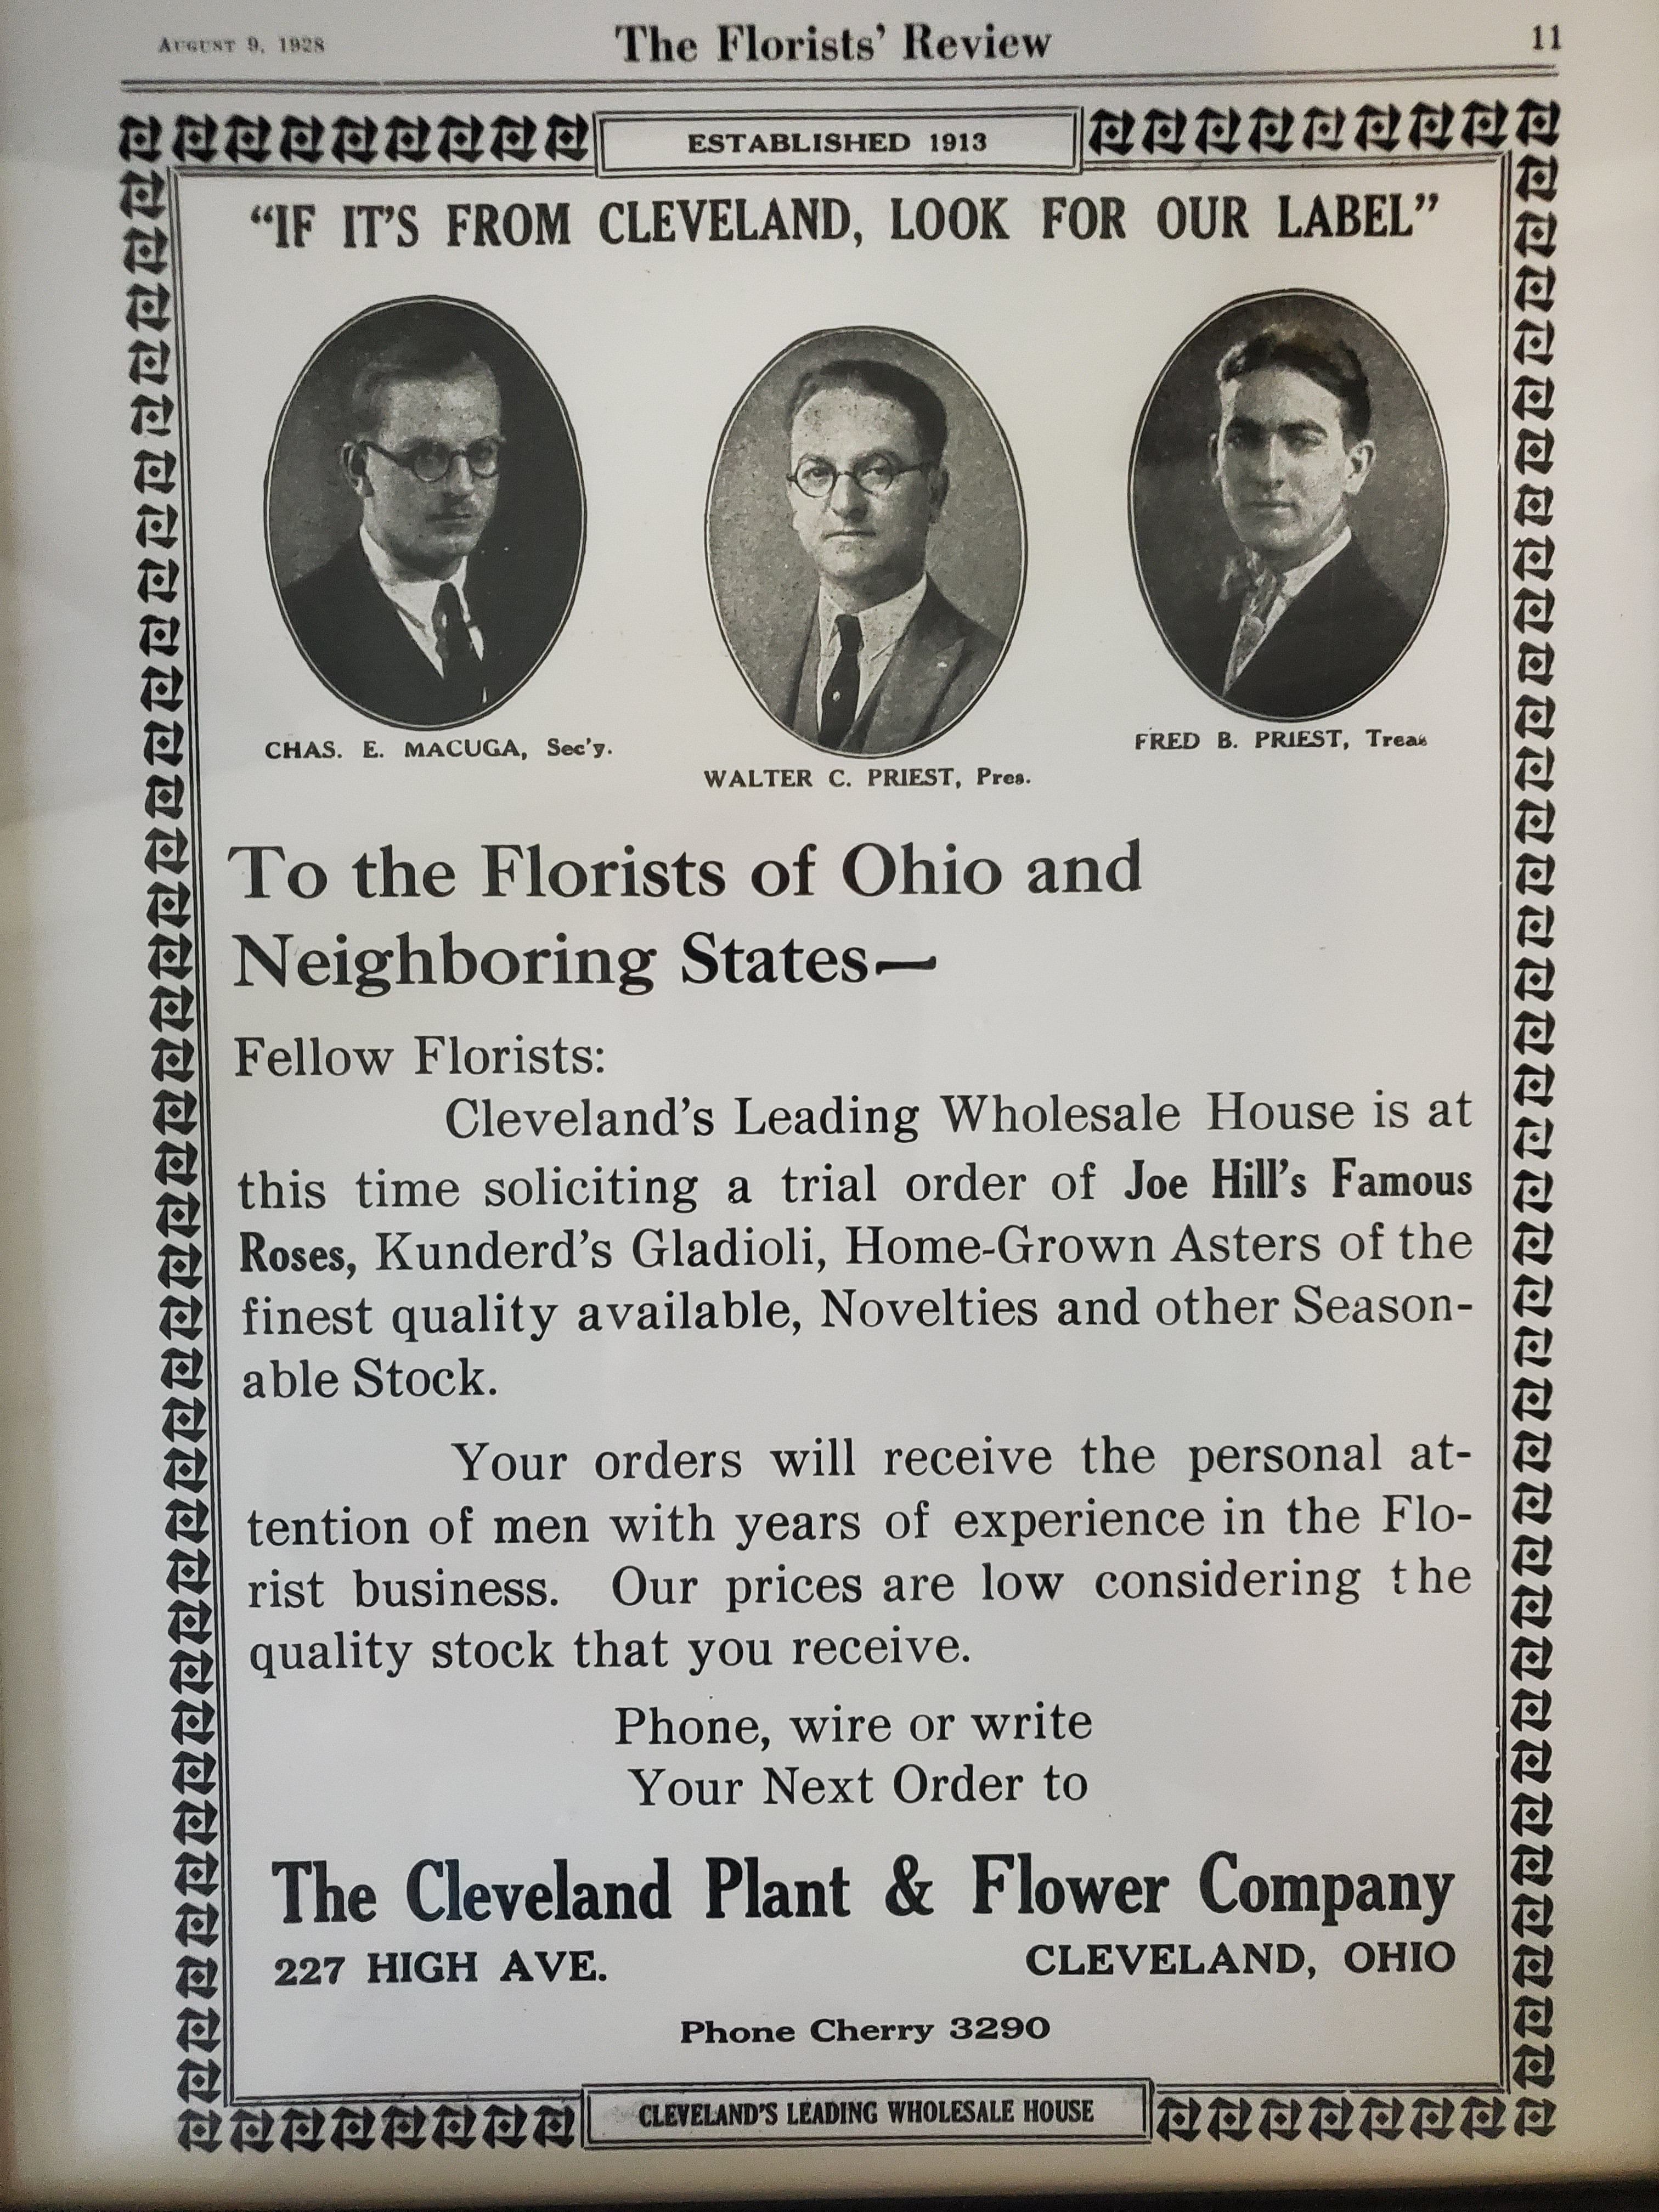 AUGUST 9, 1928
The Florists' Review
11
ESTABLISHED 1913
"IF IT'S FROM CLEVELAND, LOOK FOR OUR LABEL"
CHAS. E. MACUGA, Sec'y.
WALTER C. PRIEST, Pres.
FRED B. PRIEST, Treas
To the Florists of Ohio and
Neighboring States—
Fellow Florists:
Cleveland's Leading Wholesale House is at
this time soliciting a trial order of Joe Hill's Famous
Roses, Kunderd's Gladioli, Home-Grown Asters of the
finest quality available, Novelties and other Season-
able Stock.
Your orders will receive the personal at-
tention of men with years of experience in the Flo-
rist business. Our prices are low considering the
quality stock that you receive.
Phone, wire or write
Your Next Order to
The Cleveland Plant & Flower Company
227 HIGH AVE.
CLEVELAND, OHIO
Phone Cherry 3290
CLEVELAND'S LEADING WHOLESALE HOUSE